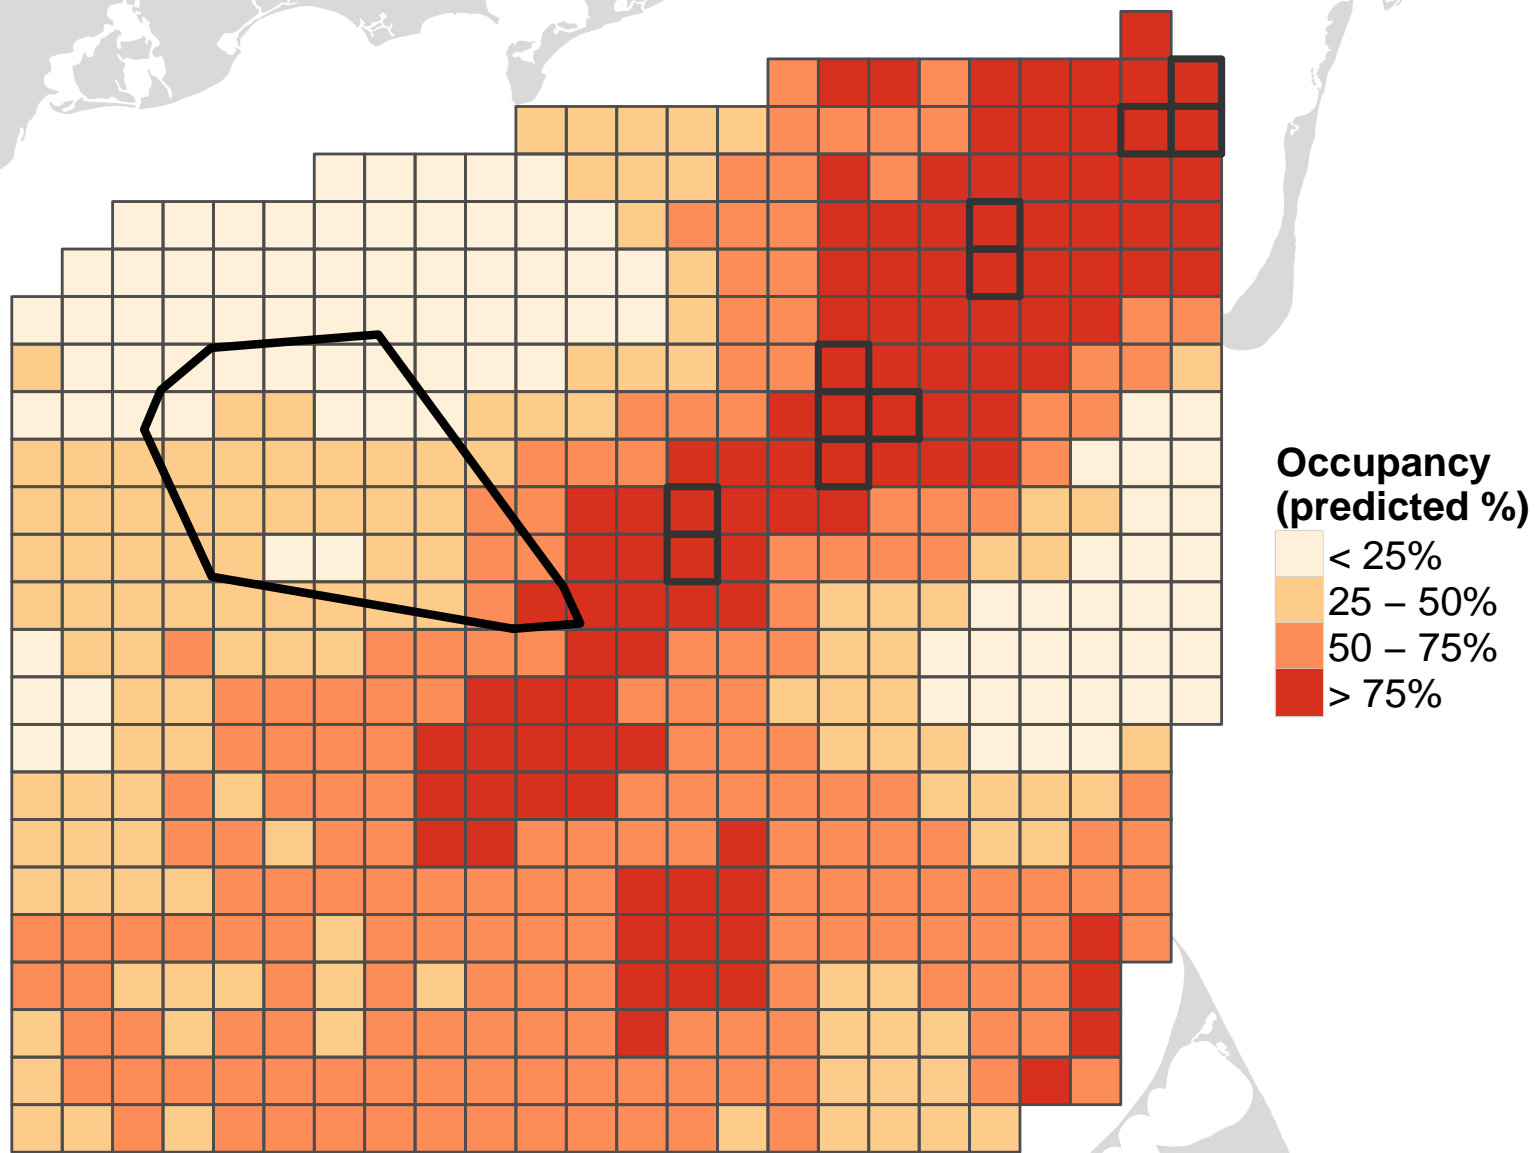 Occupancy
(predicted %)
< 25%
25 – 50%
50 – 75%
> 75%